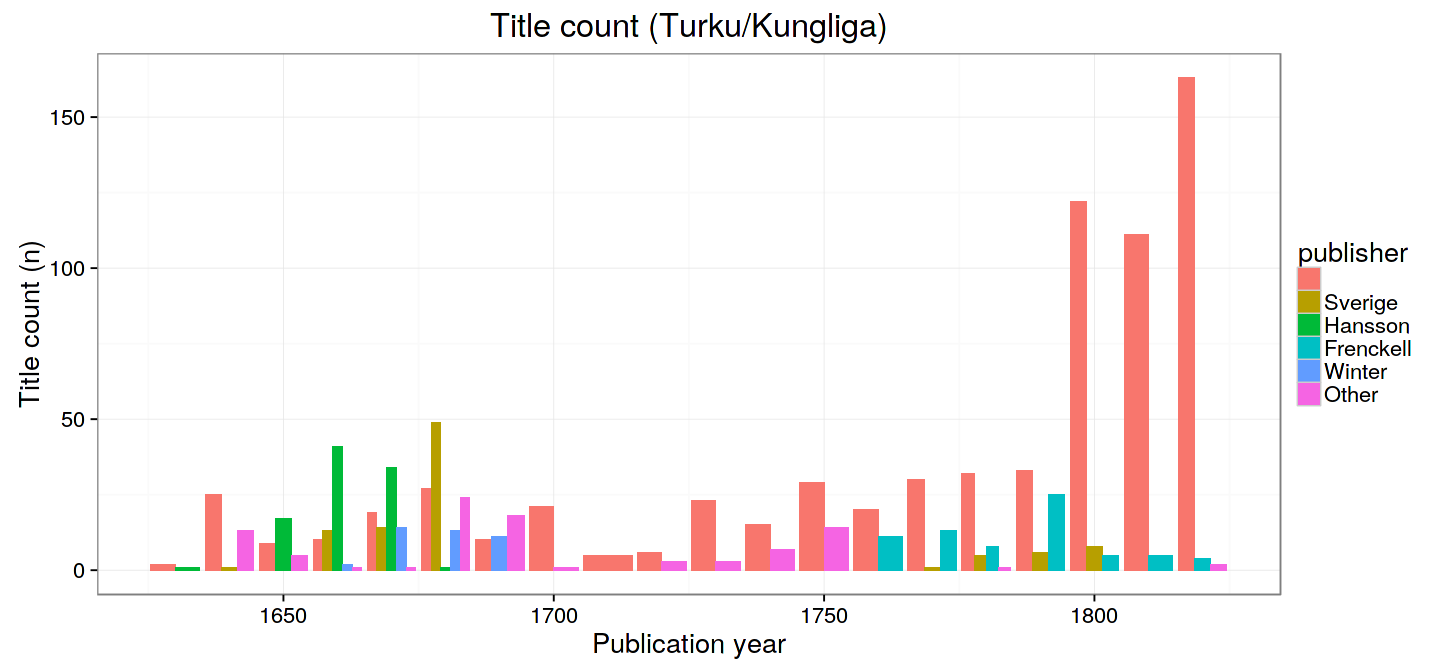 Title count (Turku/Kungliga)
Title count (n)
150
100
50
0
1650
1700
1750
1800
Publication year
publisher
Sverige
Hansson
Frenckell
Winter
Other